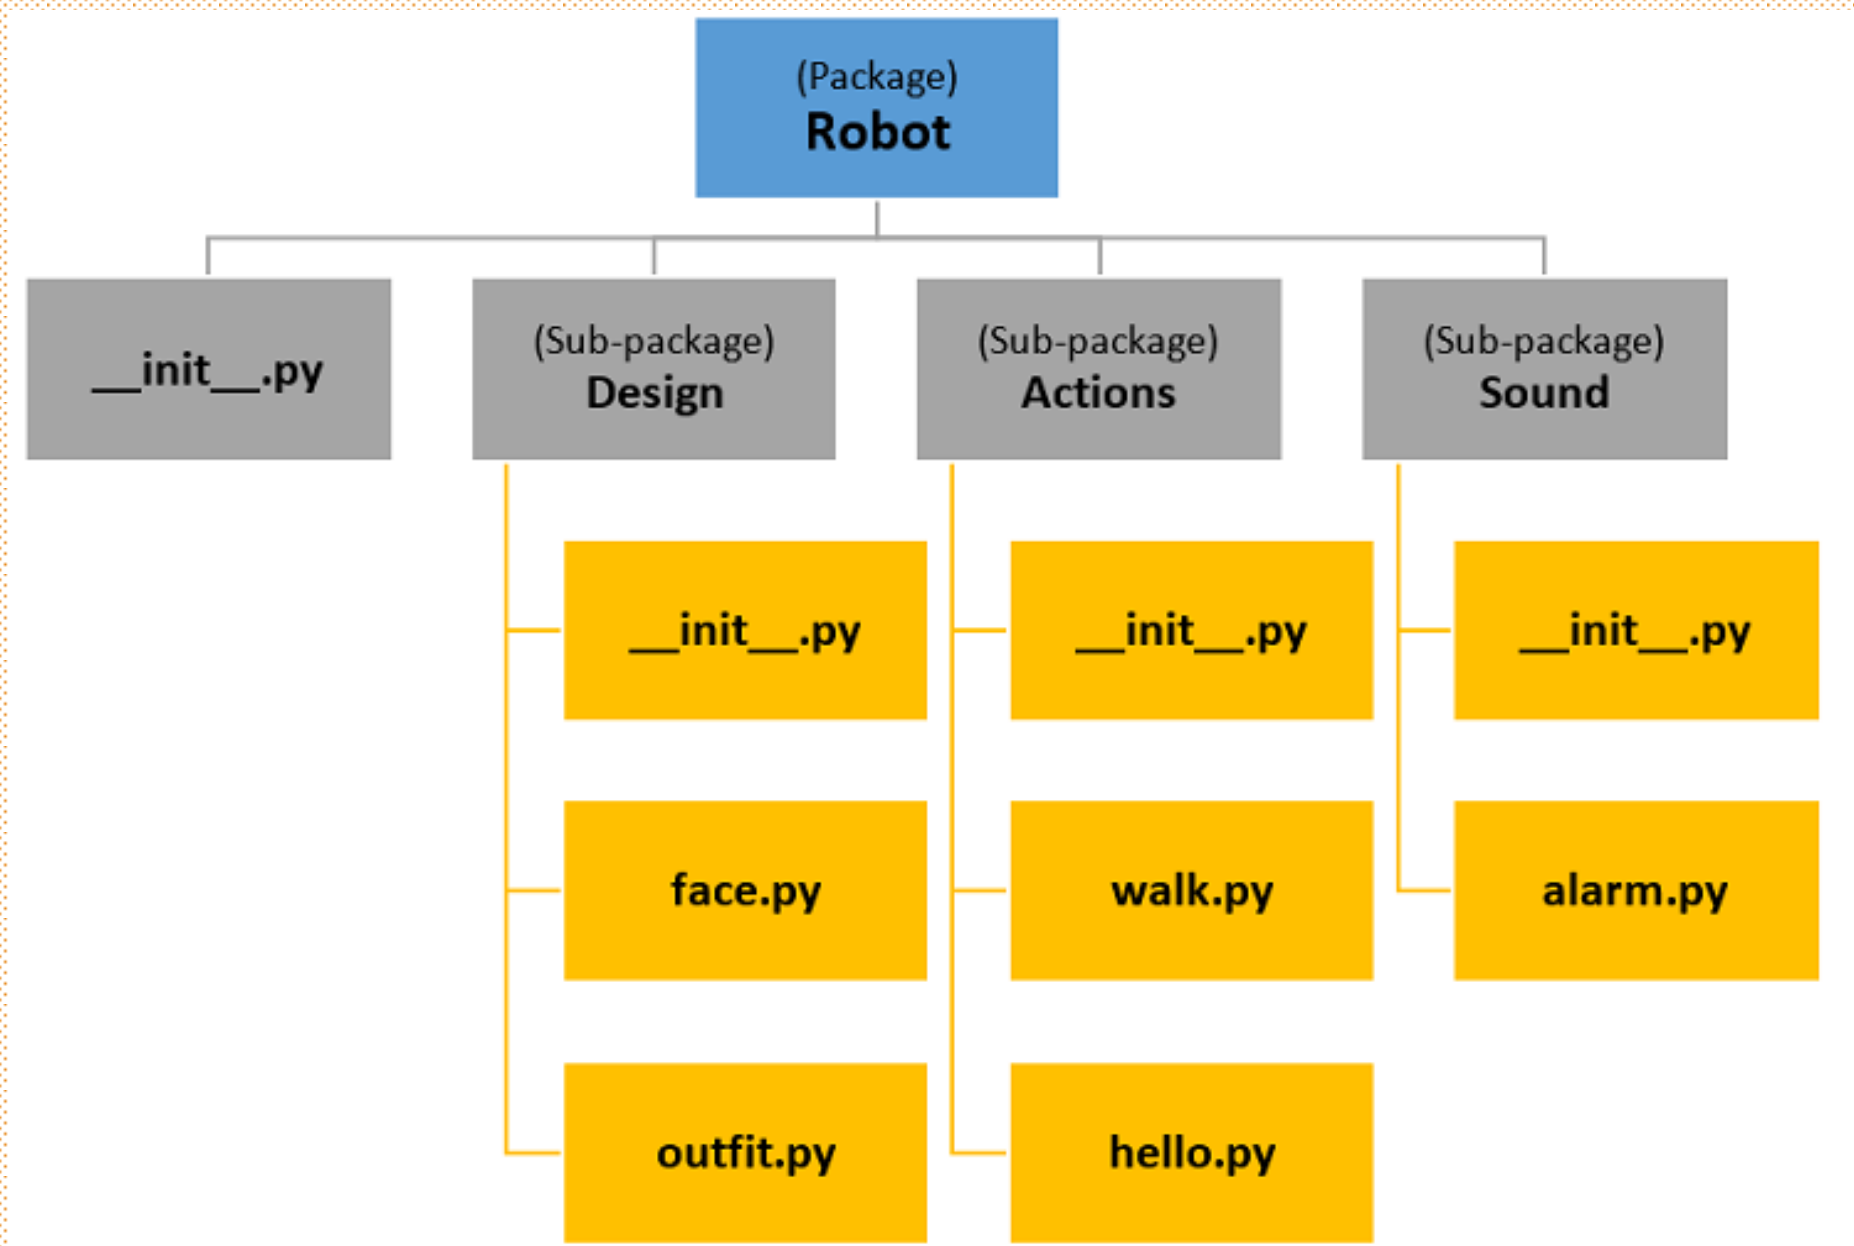 (Package)
Robot
__init__.py
(Sub-package)
Design
(Sub-package)
Actions
(Sub-package)
Sound
__init__.py
__init__.py
__init__.py
face.py
walk.py
alarm.py
outfit.py
hello.py